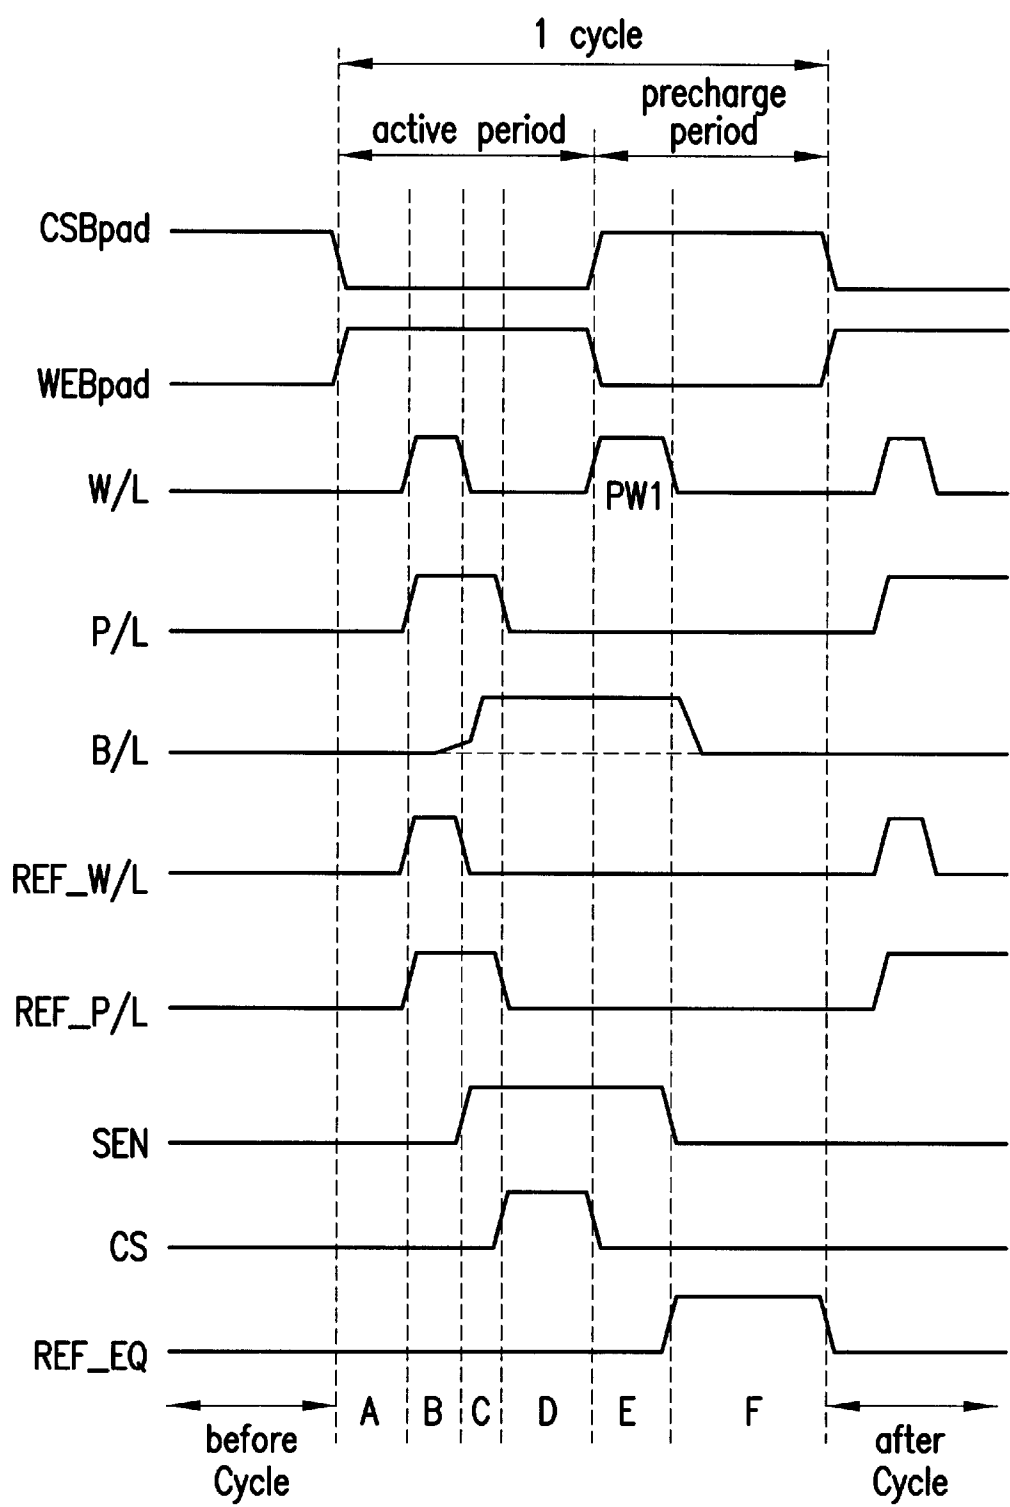 1 cycle
precharge
active period period
CSBpad
WEBpad
W/L
PW1
P/L
B/L
REF_W/L
REF_P/L
SEN
CS
REF_EQ
A B C D E F
before
Cycle
after
Cycle